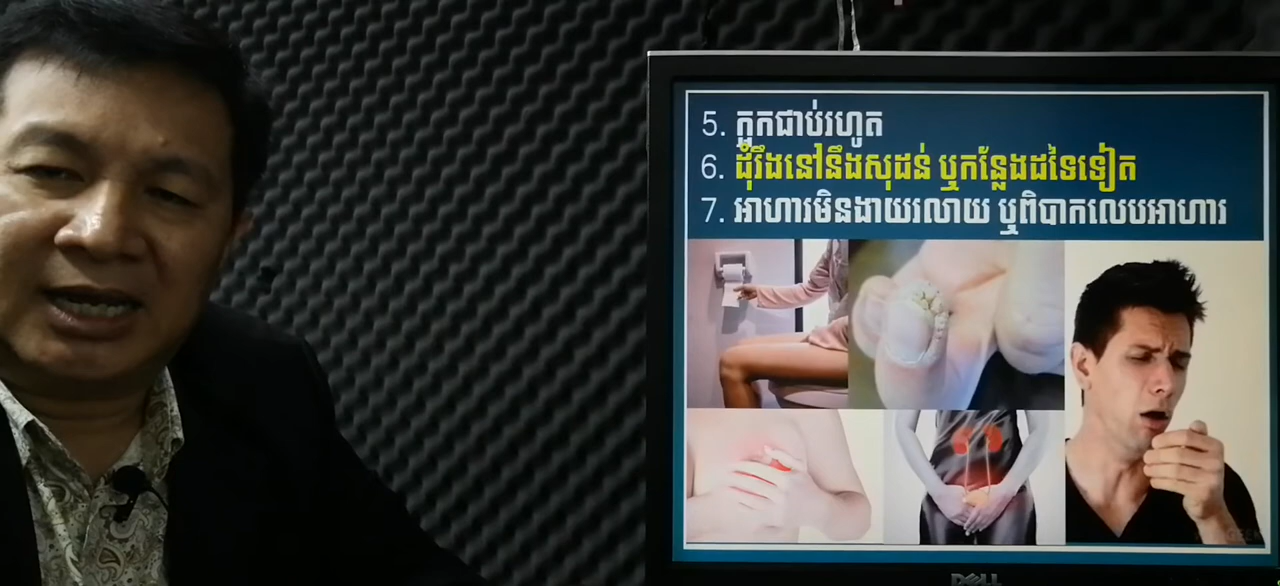 5. ក្អកជាប់រហូត
6. ដុំរឹងនៅនឹងសុដន់ ឬកន្លែងដទៃទៀត
7. អាហារមិនងាយរលាយ ឬពិបាកលេបអាហារ
DELL